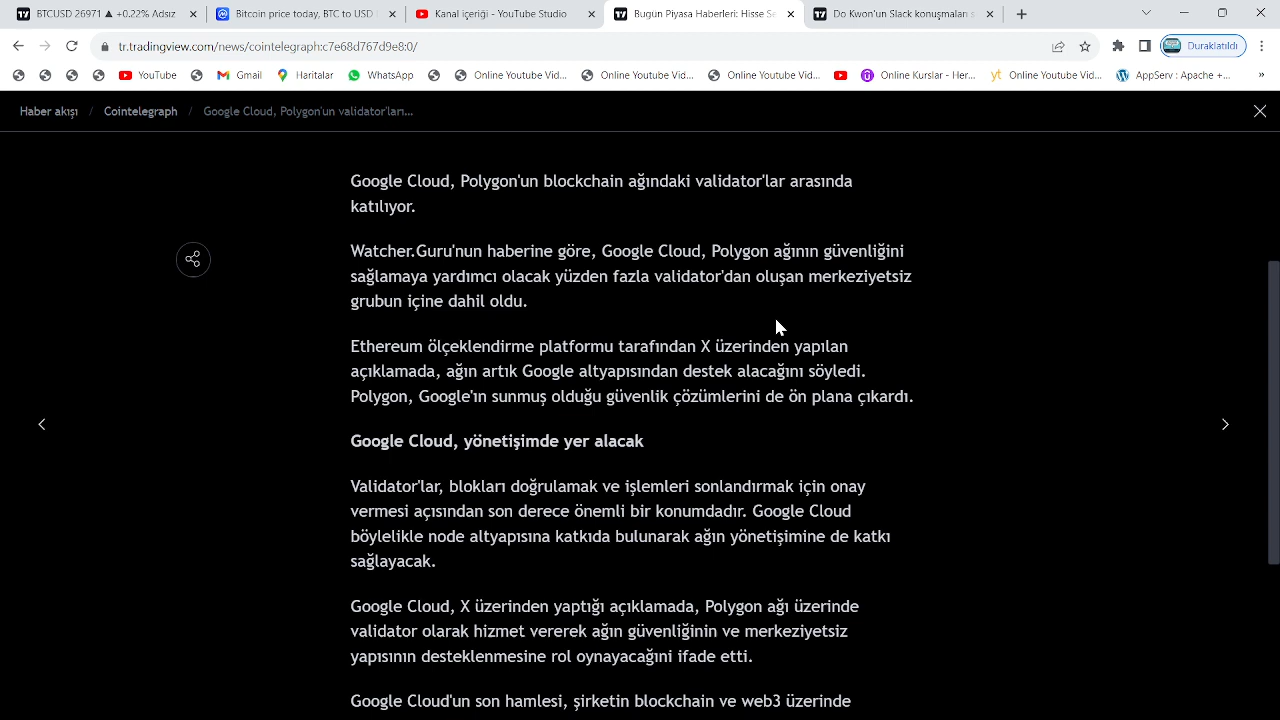 BTCUSD 26971 ▲ +0.22% Adsız
Bitcoin price today, BTC to USD
Kanal içeriği - YouTube Studio
Bugün Piyasa Haberleri: Hisse Se
Do Kwon'un Slack konuşmaları s
tr.tradingview.com/news/cointelegraph:c7e68d767d9e8:0/
Duraklatıldı
YouTube
Gmail
Haritalar
WhatsApp
Online Youtube Vid...
Online Youtube Vid...
Online Youtube Vid...
Online Kurslar - Her...
yt Online Youtube Vid...
AppServ : Apache +...
»
Haber akışı / Cointelegraph / Google Cloud, Polygon'un validator'ları...
Google Cloud, Polygon'un blockchain ağındaki validator'lar arasında
katılıyor.
Watcher.Guru'nun haberine göre, Google Cloud, Polygon ağının güvenliğini
sağlamaya yardımcı olacak yüzden fazla validator'dan oluşan merkeziyetsiz
grubun içine dahil oldu.
Ethereum ölçeklendirme platformu tarafından X üzerinden yapılan
açıklamada, ağın artık Google altyapısından destek alacağını söyledi.
Polygon, Google'ın sunmuş olduğu güvenlik çözümlerini de ön plana çıkardı.
Google Cloud, yönetişimde yer alacak
Validator'lar, blokları doğrulamak ve işlemleri sonlandırmak için onay
vermesi açısından son derece önemli bir konumdadır. Google Cloud
böylelikle node altyapısına katkıda bulunarak ağın yönetişimine de katkı
sağlayacak.
Google Cloud, X üzerinden yaptığı açıklamada, Polygon ağı üzerinde
validator olarak hizmet vererek ağın güvenliğinin ve merkeziyetsiz
yapısının desteklenmesine rol oynayacağını ifade etti.
Google Cloud'un son hamlesi, şirketin blockchain ve web3 üzerinde